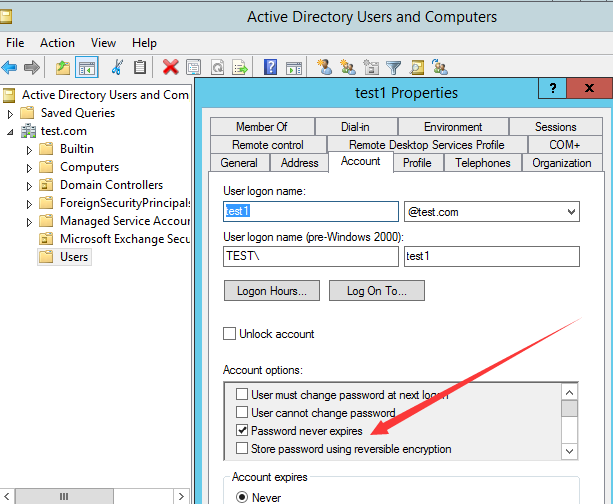 Active Directory Users and Computers
File Action View Help
Active Directory Users and Com
Saved Queries
test.com
Builtin
Computers
Domain Controllers
ForeignSecurityPrincipals
Managed Service Accour
Microsoft Exchange Secu
Users
test1 Properties
? x
Member Of Dial-in Environment Sessions
Remote control Remote Desktop Services Profile COM+
General Address Account Profile Telephones Organization
User logon name:
test1 @test.com
User logon name (pre-Windows 2000):
TEST\ test1
Logon Hours... Log On To...
Unlock account
Account options:
User must change password at next logon
User cannot change password
Password never expires
Store password using reversible encryption
Account expires
Never